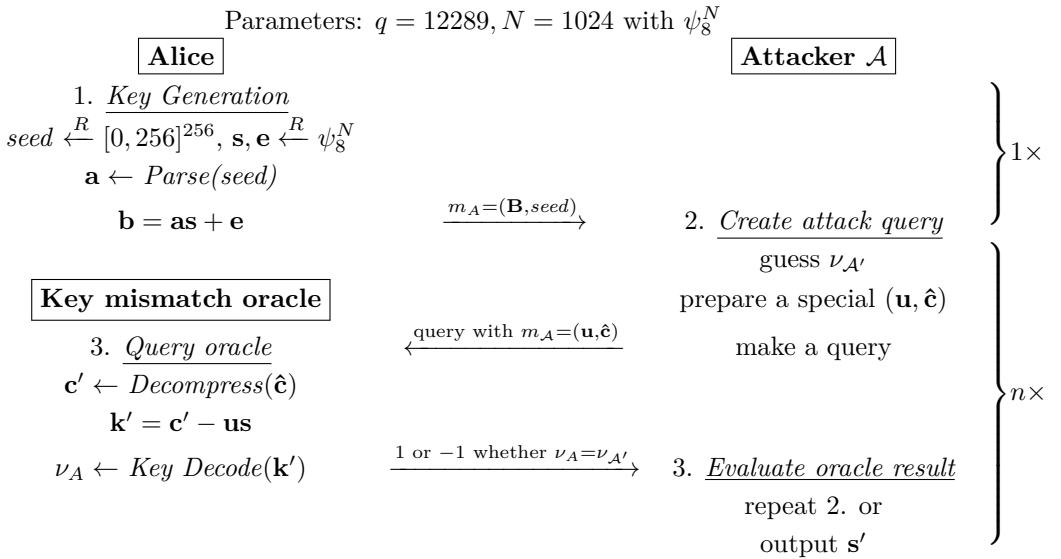 Parameters: q = 12289, N = 1024 with ψ₈ᴺ
Alice
Attacker 𝒜
1. Key Generation
seed ←ᴿ [0, 256]²⁵⁶, s, e ←ᴿ ψ₈ᴺ
a ← Parse(seed)
1×
b = as + e
m_A=(B,seed)
2. Create attack query
guess ν_𝒜′
Key mismatch oracle
prepare a special (u, ĉ)
3. Query oracle
query with m_𝒜=(u,ĉ)
make a query
c′ ← Decompress(ĉ)
n×
k′ = c′ − us
ν_A ← Key Decode(k′)
1 or −1 whether ν_A=ν_𝒜′
3. Evaluate oracle result
repeat 2. or
output s′